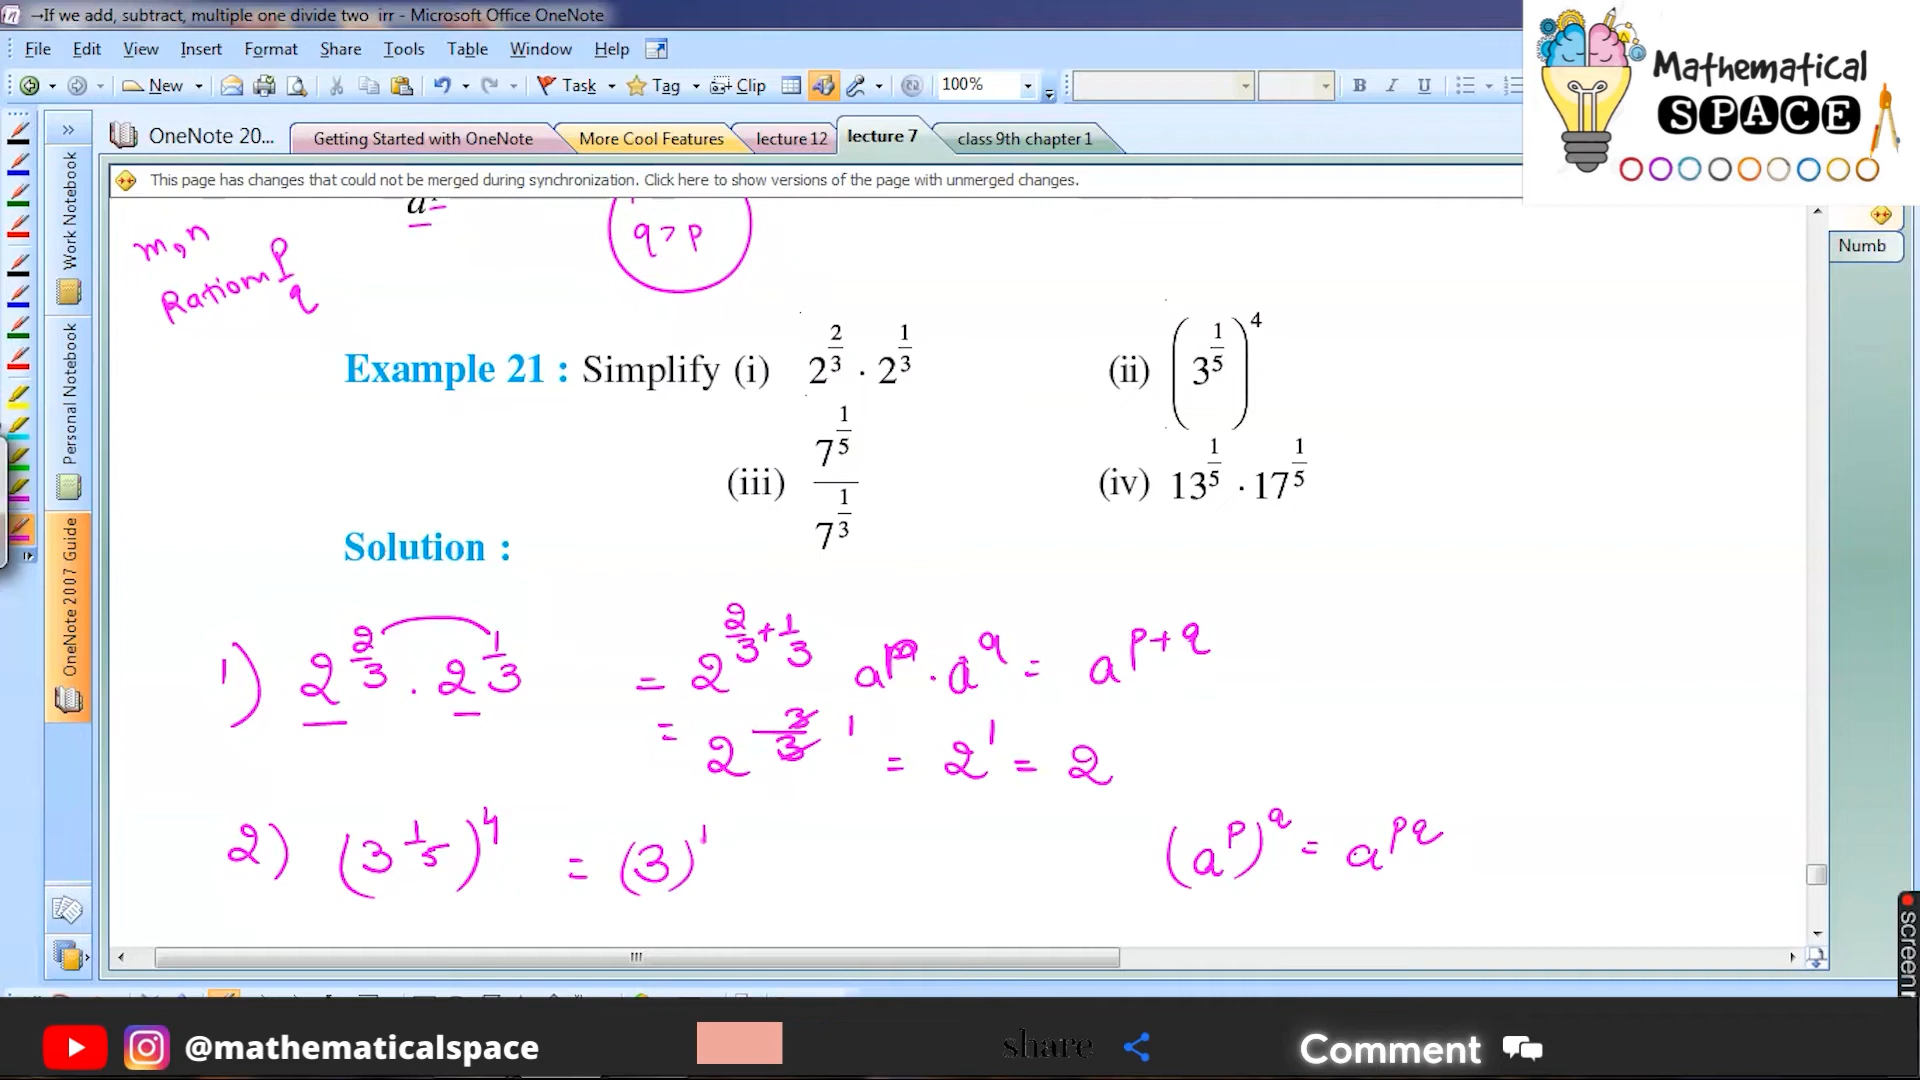 →If we add, subtract, multiple one divide two irr - Microsoft Office OneNote
File Edit View Insert Format Share Tools Table Window Help
New Task Tag Clip 100% B I U
Mathematical
SPACE
OneNote 20... Getting Started with OneNote More Cool Features lecture 12 lecture 7 class 9th chapter 1
This page has changes that could not be merged during synchronization. Click here to show versions of the page with unmerged changes.
Work Notebook
Personal Notebook
OneNote 2007 Guide
Numb
m, n
q > p
p/q
Example 21 : Simplify (i) 2^(2/3) · 2^(1/3) (ii) (3^(1/5))^4
(iii) 7^(1/5) / 7^(1/3) (iv) 13^(1/5) · 17^(1/5)
Solution :
1) 2^(2/3) · 2^(1/3) = 2^(2/3+1/3) a^p · a^q = a^(p+q)
= 2^(3/3) 1 = 2^1 = 2
2) (3^(1/5))^4 = (3)^1 (a^p)^q = a^(pq)
@mathematicalspace share Comment
screen